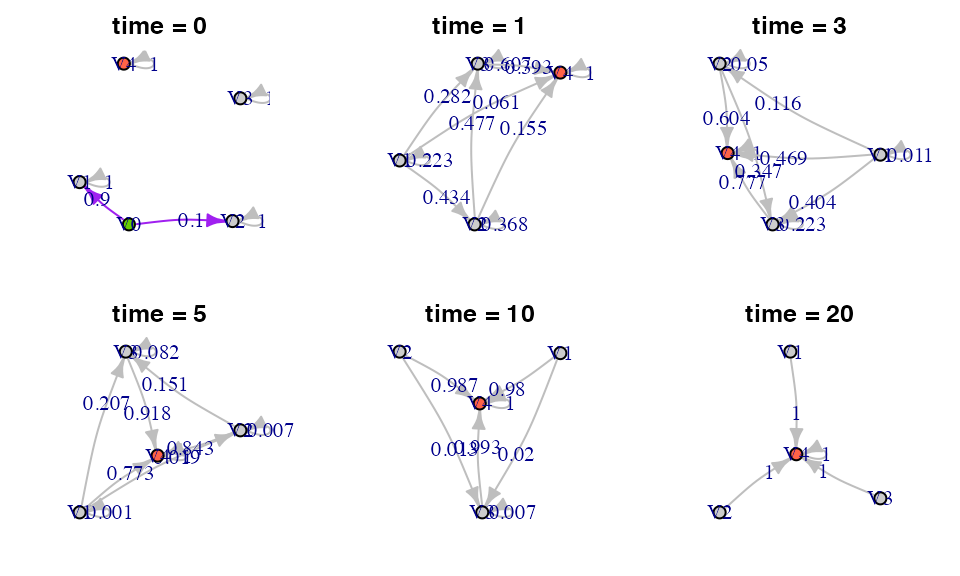 time = 0
time = 1
time = 3
V4 1
V3 1
V1 1
0.9
V0
0.1
V2 1
V3 0.607
0.393
V4 1
0.282
0.061
0.477
0.155
V1 0.223
0.434
V2 0.368
V2 0.05
0.116
0.604
V4 1
0.469
V1 0.011
0.347
0.777
0.404
V3 0.223
time = 5
time = 10
time = 20
V3 0.082
0.151
0.207
0.918
V2 0.007
0.843
V4
0.019
0.773
V1 0.001
V2
V1
0.987
0.98
V4 1
0.013
0.993
0.02
V3 0.007
V1
1
V4 1
1
1
V2
V3